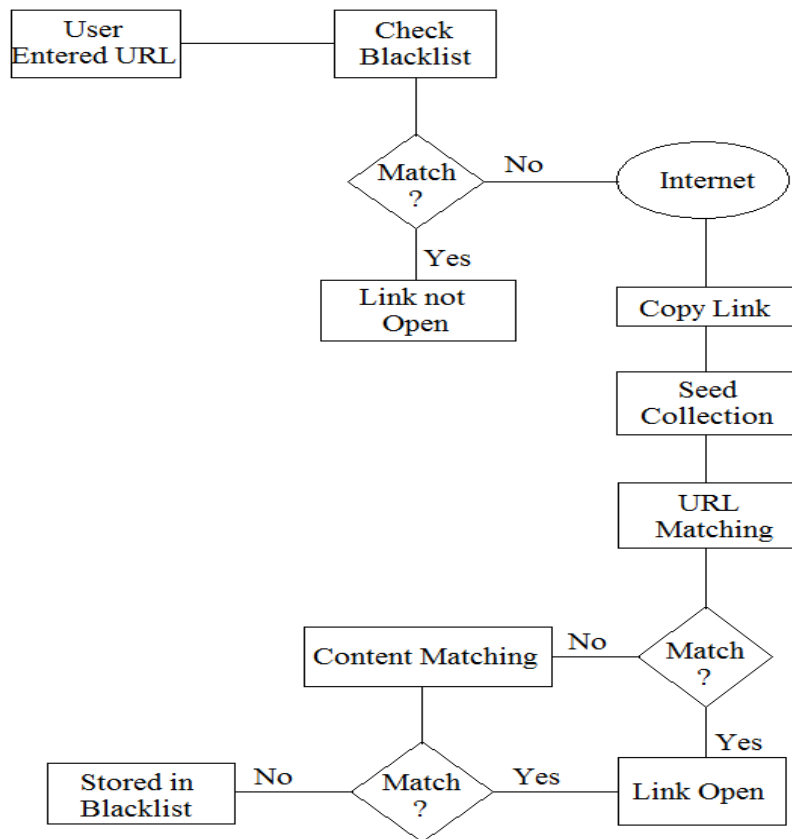 User
Entered URL
Check
Blacklist
Match
?
No
Internet
Yes
Link not
Open
Copy Link
Seed
Collection
URL
Matching
Match
?
No
Content Matching
Yes
Link Open
Match
?
Yes
No
Stored in
Blacklist